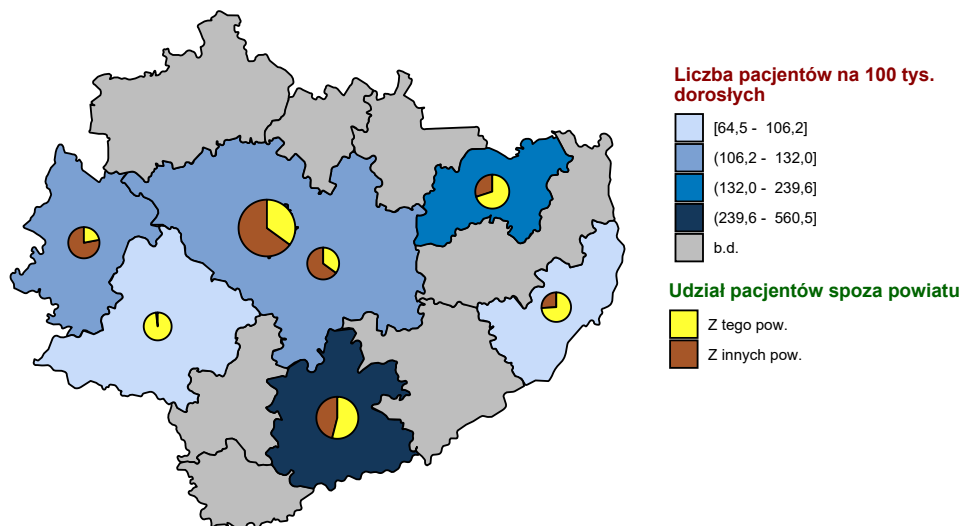 Liczba pacjentów na 100 tys.
dorosłych
[64,5 - 106,2]
(106,2 - 132,0]
(132,0 - 239,6]
(239,6 - 560,5]
b.d.
Udział pacjentów spoza powiatu
Z tego pow.
Z innych pow.